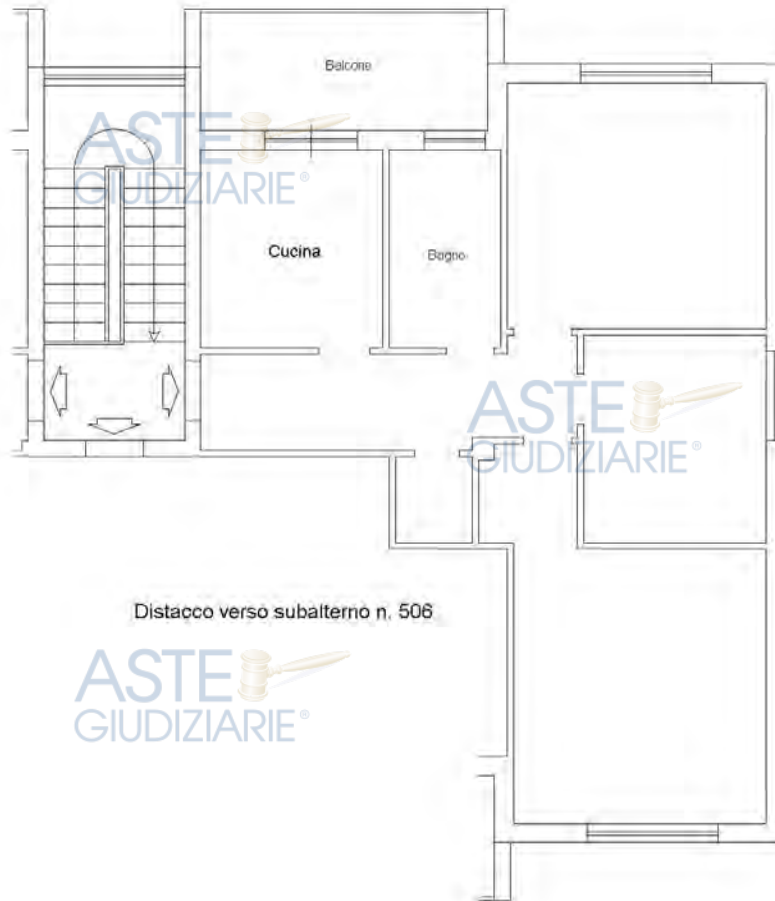 Balcone
ASTE
GIUDIZIARIE®
Cucina
Bagno
ASTE
GIUDIZIARIE®
Distacco verso subalterno n. 506
ASTE
GIUDIZIARIE®